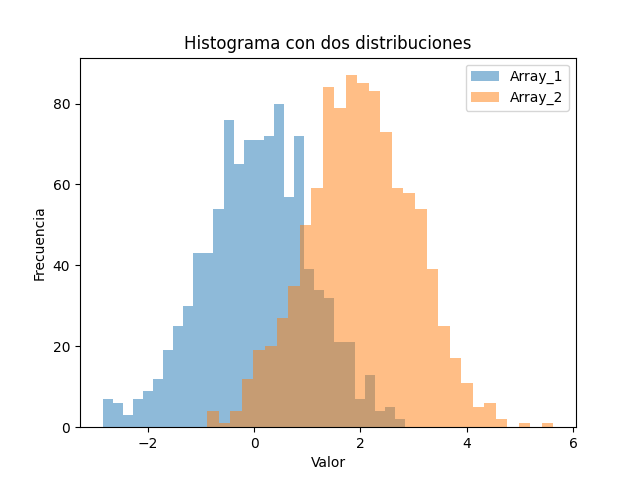 Histograma con dos distribuciones
Array_1
Array_2
Frecuencia
80
60
40
20
0
−2
0
2
4
6
Valor